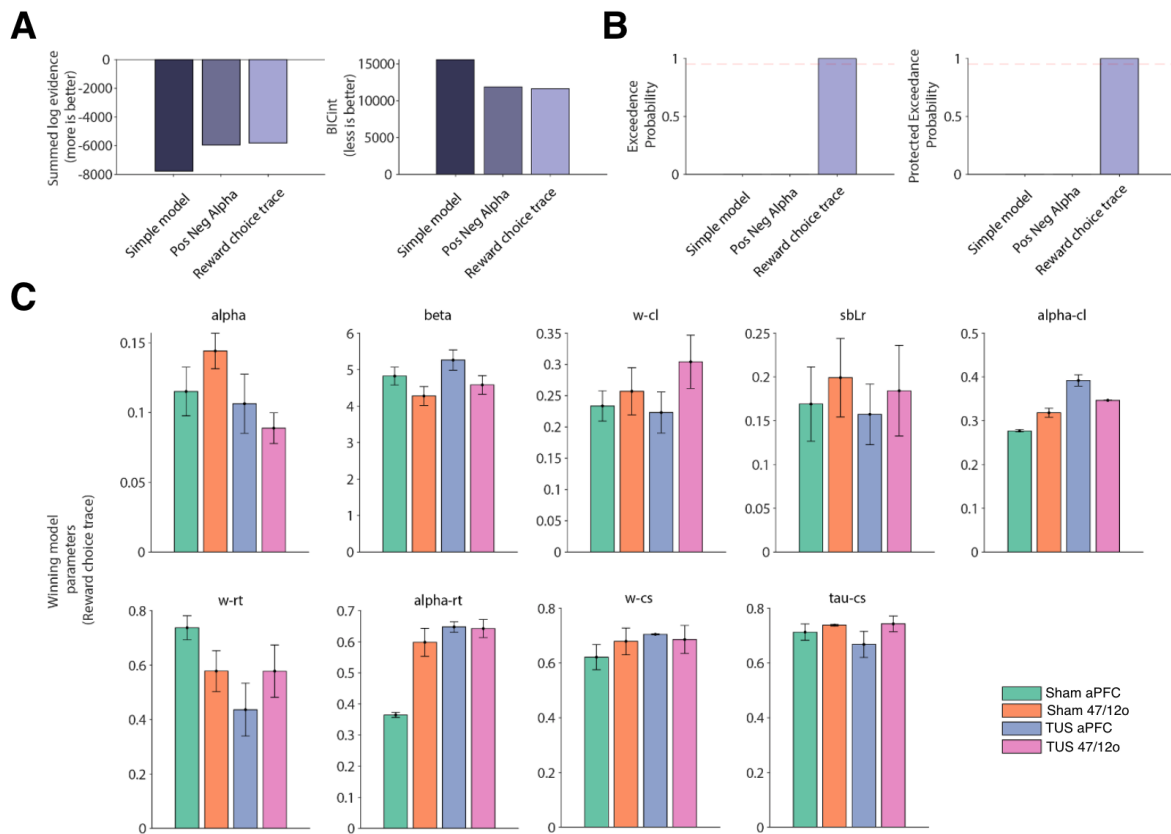 A
B
Summed log evidence
(more is better)
0
-2000
-4000
-6000
-8000
Simple model
Pos Neg Alpha
Reward choice trace
BICint
(less is better)
15000
10000
5000
0
Simple model
Pos Neg Alpha
Reward choice trace
Exceedence
Probability
1
0.5
0
Simple model
Pos Neg Alpha
Reward choice trace
Protected Exceedance
Probability
1
0.5
0
Simple model
Pos Neg Alpha
Reward choice trace
C
Winning model
parameters
(Reward choice trace)
alpha
0.15
0.1
0.05
0
beta
6
5
4
3
2
1
0
w-cl
0.35
0.3
0.25
0.2
0.15
0.1
0.05
0
sbLr
0.25
0.2
0.15
0.1
0.05
0
alpha-cl
0.5
0.4
0.3
0.2
0.1
0
w-rt
0.8
0.6
0.4
0.2
0
alpha-rt
0.7
0.6
0.5
0.4
0.3
0.2
0.1
0
w-cs
0.8
0.6
0.4
0.2
0
tau-cs
0.8
0.6
0.4
0.2
0
Sham aPFC
Sham 47/12o
TUS aPFC
TUS 47/12o